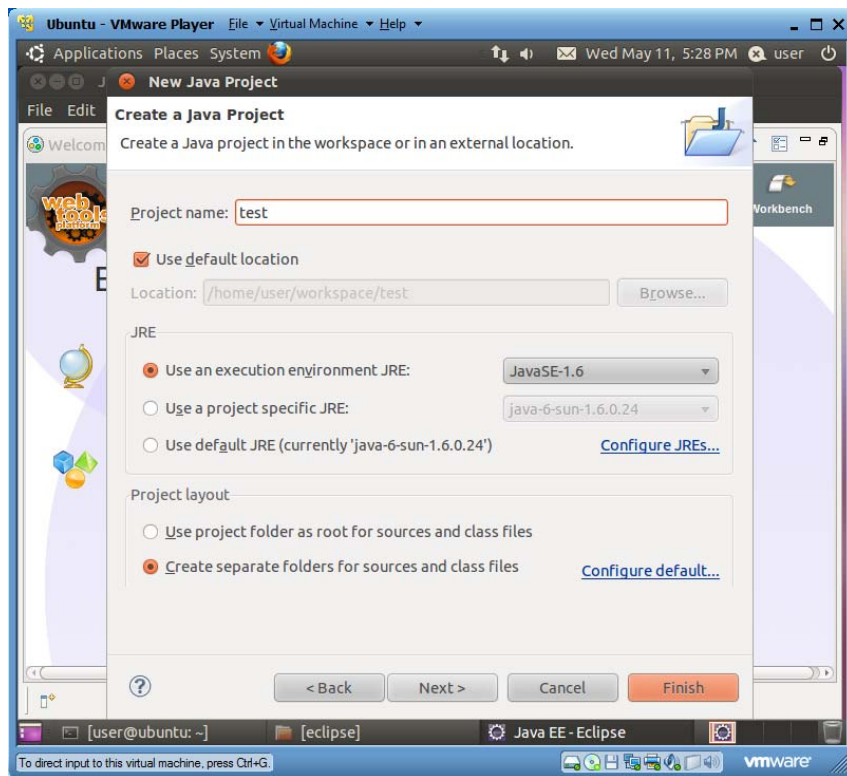 Ubuntu - VMware Player File Virtual Machine Help
Applications Places System Wed May 11, 5:28 PM user
J New Java Project
File Edit
Create a Java Project
Create a Java project in the workspace or in an external location.
Welcom
web tools platform
Workbench
E
Project name: test
Use default location
Location: /home/user/workspace/test Browse...
JRE
Use an execution environment JRE: JavaSE-1.6
Use a project specific JRE: java-6-sun-1.6.0.24
Use default JRE (currently 'java-6-sun-1.6.0.24') Configure JREs...
Project layout
Use project folder as root for sources and class files
Create separate folders for sources and class files Configure default...
? < Back Next > Cancel Finish
[user@ubuntu: ~] [eclipse] Java EE - Eclipse
To direct input to this virtual machine, press Ctrl+G. vmware